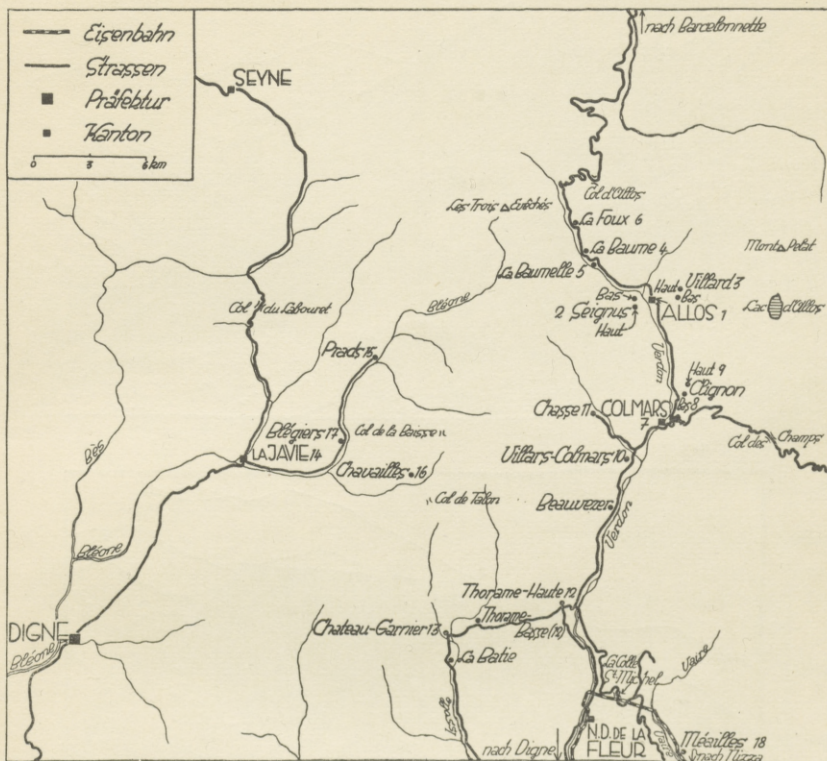 Eisenbahn
Strassen
Präfektur
Kanton
0 3 6 km
nach Barcelonnette
SEYNE
Col d'Allos
Les Trois Evêchés
La Foux 6
La Baume 4
Mont Pelat
La Baumelle 5
Haut Villard 3
Bas
Bas
2 Seignus
Haut
ALLOS 1
Lac d'Allos
Bléone
Col du Labouret
Verdon
Prads 15
Haut 9
Clignon
Bas 8
Chasse 11
COLMARS
7
Blégiers 17
Col de la Baisse
Col des Champs
LA JAVIE 14
Villars-Colmars 10
Bès
Chavailles 16
Col de Talon
Beauvezer
Verdon
Bléone
Thorame-Haute 12
Thorame-
Basse (12)
DIGNE
Chateau-Garnier 13
Bléone
La Batie
La Colle
St Michel
Vaire
Issole
N.D. DE LA
FLEUR
Vaire
Méailles 18
nach Digne
nach Nizza